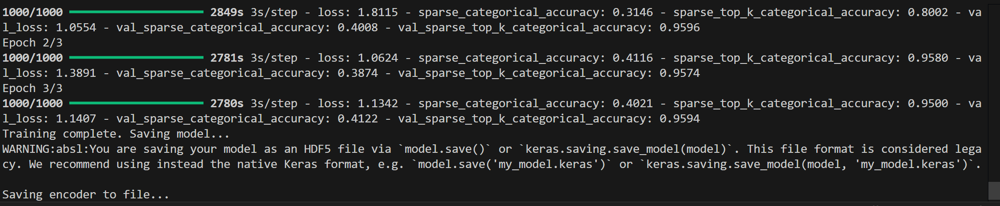 1000/1000 ━━━━━━━━━━━━━━━━━━━━ 2849s 3s/step - loss: 1.8115 - sparse_categorical_accuracy: 0.3146 - sparse_top_k_categorical_accuracy: 0.8002 - va
l_loss: 1.0554 - val_sparse_categorical_accuracy: 0.4008 - val_sparse_top_k_categorical_accuracy: 0.9596
Epoch 2/3
1000/1000 ━━━━━━━━━━━━━━━━━━━━ 2781s 3s/step - loss: 1.0624 - sparse_categorical_accuracy: 0.4116 - sparse_top_k_categorical_accuracy: 0.9580 - va
l_loss: 1.3891 - val_sparse_categorical_accuracy: 0.3874 - val_sparse_top_k_categorical_accuracy: 0.9574
Epoch 3/3
1000/1000 ━━━━━━━━━━━━━━━━━━━━ 2780s 3s/step - loss: 1.1342 - sparse_categorical_accuracy: 0.4021 - sparse_top_k_categorical_accuracy: 0.9500 - va
l_loss: 1.1407 - val_sparse_categorical_accuracy: 0.4122 - val_sparse_top_k_categorical_accuracy: 0.9594
Training complete. Saving model...
WARNING:absl:You are saving your model as an HDF5 file via `model.save()` or `keras.saving.save_model(model)`. This file format is considered lega
cy. We recommend using instead the native Keras format, e.g. `model.save('my_model.keras')` or `keras.saving.save_model(model, 'my_model.keras')`.
Saving encoder to file...